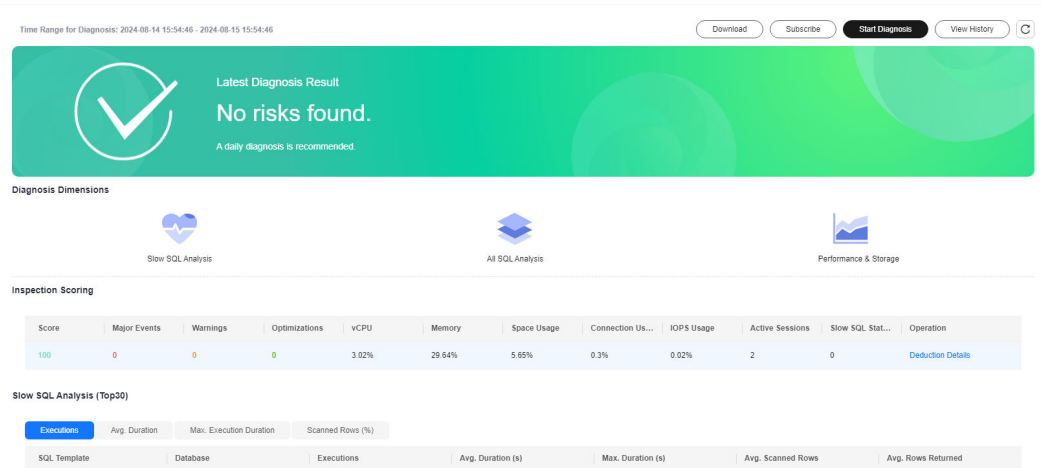 Time Range for Diagnosis: 2024-08-14 15:54:46 - 2024-08-15 15:54:46 Download Subscribe Start Diagnosis View History
Latest Diagnosis Result
No risks found.
A daily diagnosis is recommended.
Diagnosis Dimensions
Slow SQL Analysis All SQL Analysis Performance & Storage
Inspection Scoring
Score Major Events Warnings Optimizations vCPU Memory Space Usage Connection Us... IOPS Usage Active Sessions Slow SQL Stat... Operation
100 0 0 0 3.02% 29.64% 5.65% 0.3% 0.02% 2 0 Deduction Details
Slow SQL Analysis (Top30)
Executions Avg. Duration Max. Execution Duration Scanned Rows (%)
SQL Template Database Executions Avg. Duration (s) Max. Duration (s) Avg. Scanned Rows Avg. Rows Returned